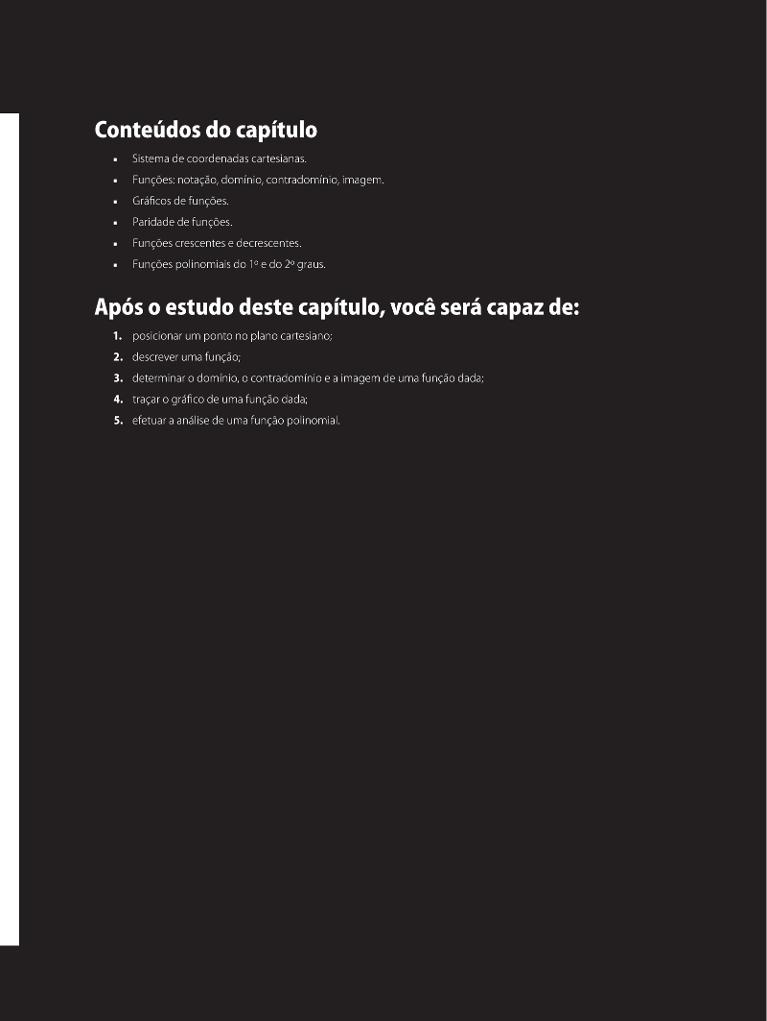 Conteúdos do capítulo
▪ Sistema de coordenadas cartesianas.
▪ Funções: notação, domínio, contradomínio, imagem.
▪ Gráficos de funções.
▪ Paridade de funções.
▪ Funções crescentes e decrescentes.
▪ Funções polinomiais do 1º e do 2º graus.
Após o estudo deste capítulo, você será capaz de:
1. posicionar um ponto no plano cartesiano;
2. descrever uma função;
3. determinar o domínio, o contradomínio e a imagem de uma função dada;
4. traçar o gráfico de uma função dada;
5. efetuar a análise de uma função polinomial.